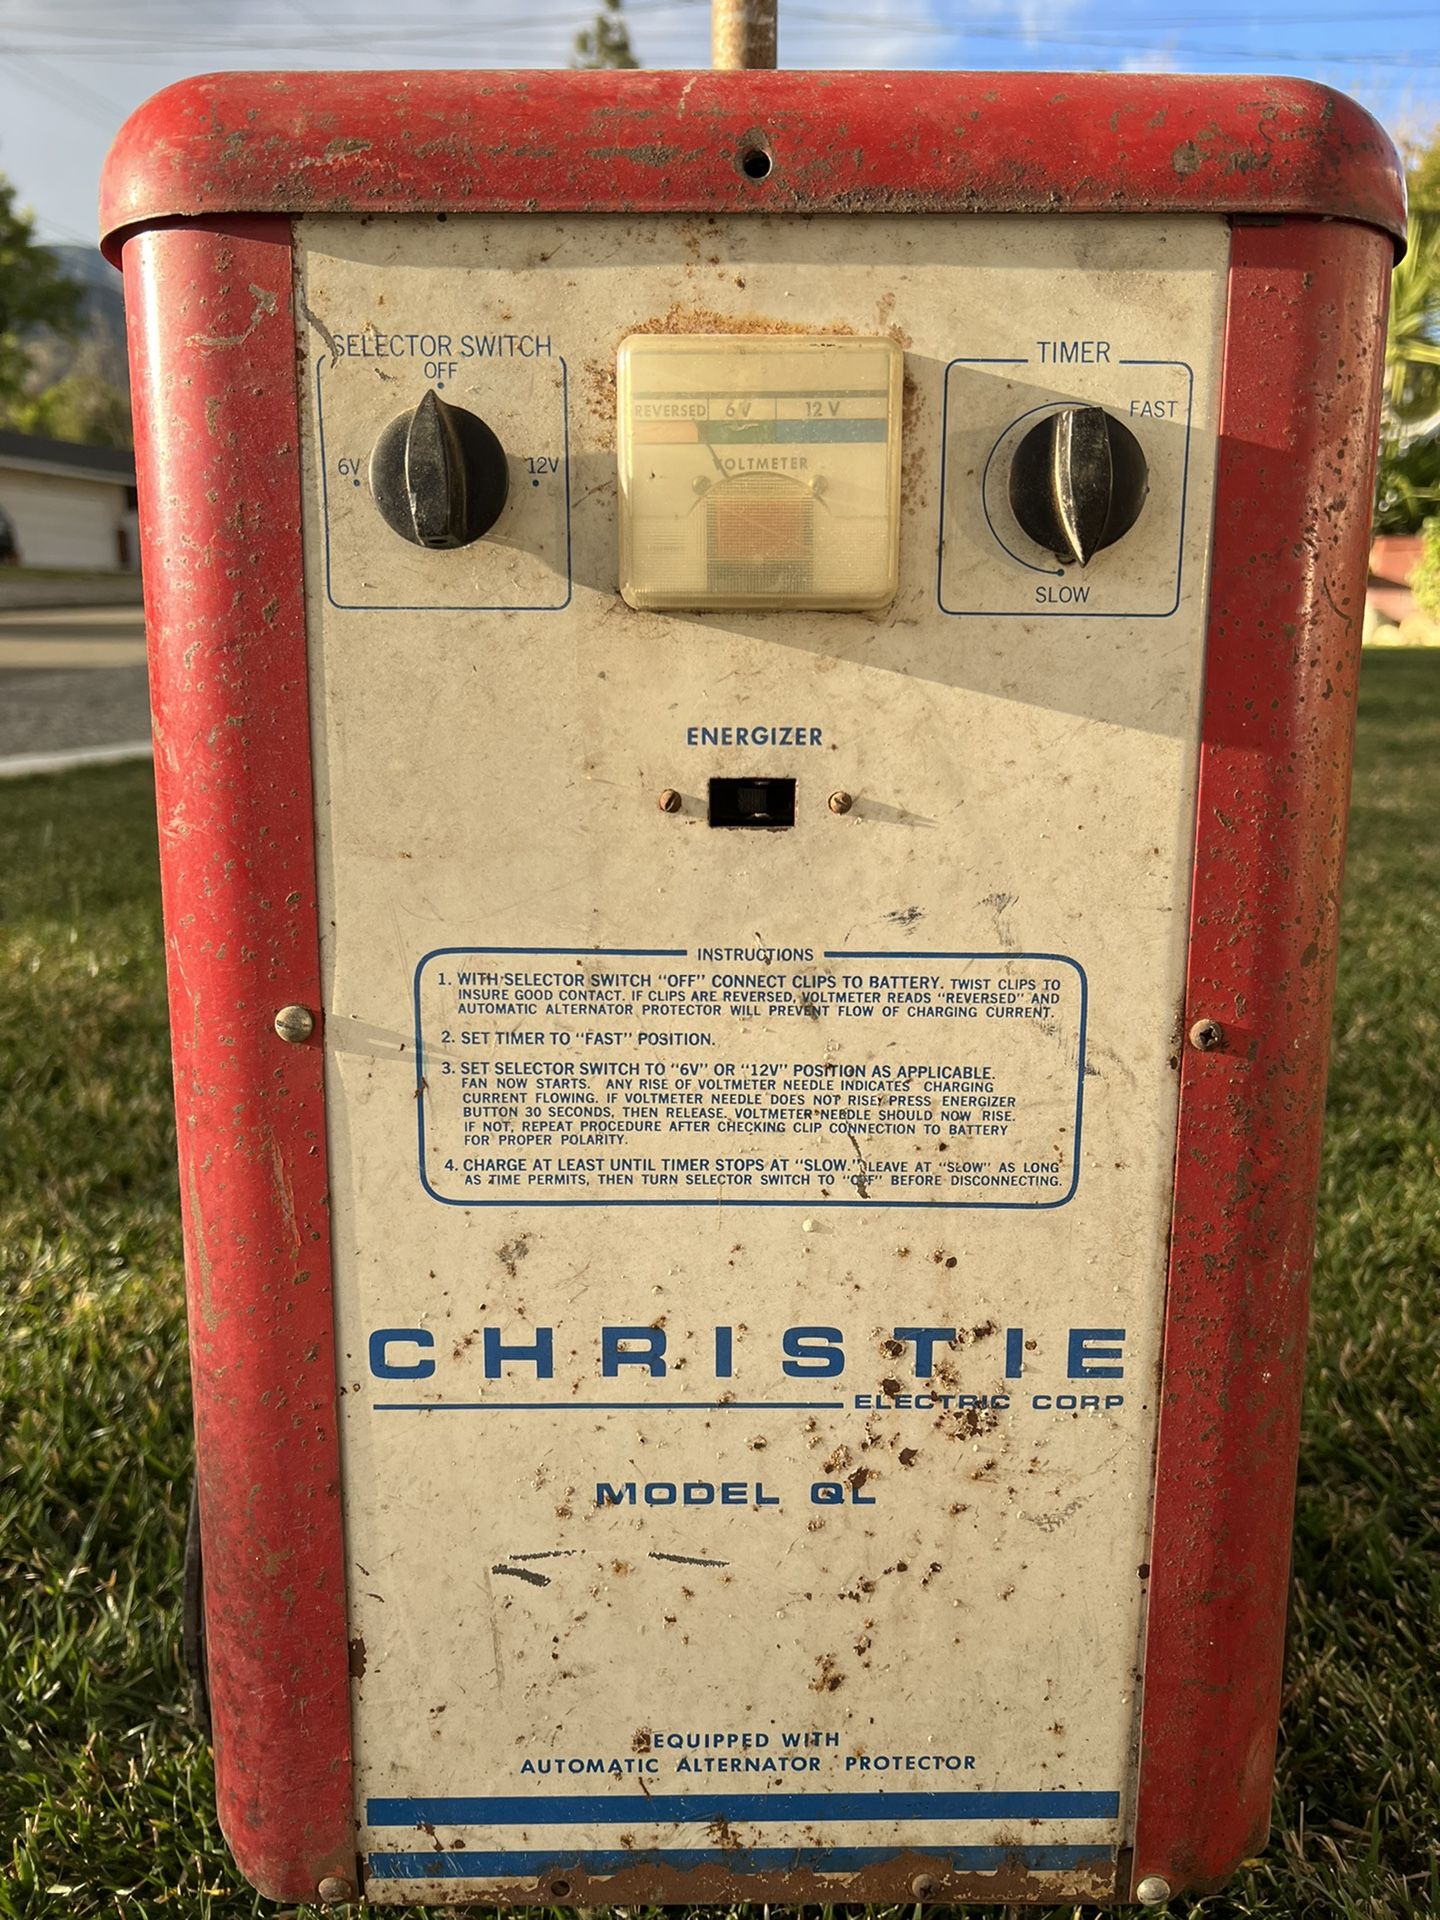 SELECTOR SWITCH
OFF
6V
12V
REVERSED 6V 12V
VOLTMETER
TIMER
FAST
SLOW
ENERGIZER
INSTRUCTIONS
1. WITH SELECTOR SWITCH "OFF" CONNECT CLIPS TO BATTERY. TWIST CLIPS TO
INSURE GOOD CONTACT. IF CLIPS ARE REVERSED, VOLTMETER READS "REVERSED" AND
AUTOMATIC ALTERNATOR PROTECTOR WILL PREVENT FLOW OF CHARGING CURRENT.
2. SET TIMER TO "FAST" POSITION.
3. SET SELECTOR SWITCH TO "6V" OR "12V" POSITION AS APPLICABLE.
FAN NOW STARTS. ANY RISE OF VOLTMETER NEEDLE INDICATES CHARGING
CURRENT FLOWING. IF VOLTMETER NEEDLE DOES NOT RISE, PRESS ENERGIZER
BUTTON 30 SECONDS, THEN RELEASE. VOLTMETER NEEDLE SHOULD NOW RISE.
IF NOT, REPEAT PROCEDURE AFTER CHECKING CLIP CONNECTION TO BATTERY
FOR PROPER POLARITY.
4. CHARGE AT LEAST UNTIL TIMER STOPS AT "SLOW." LEAVE AT "SLOW" AS LONG
AS TIME PERMITS, THEN TURN SELECTOR SWITCH TO "OFF" BEFORE DISCONNECTING.
CHRISTIE
ELECTRIC CORP
MODEL QL
EQUIPPED WITH
AUTOMATIC ALTERNATOR PROTECTOR